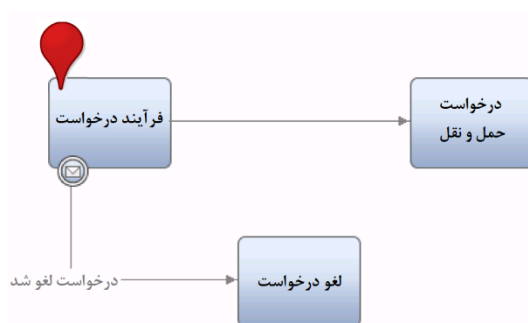 فرآیند درخواست
درخواست
حمل و نقل
درخواست لغو شد
لغو درخواست